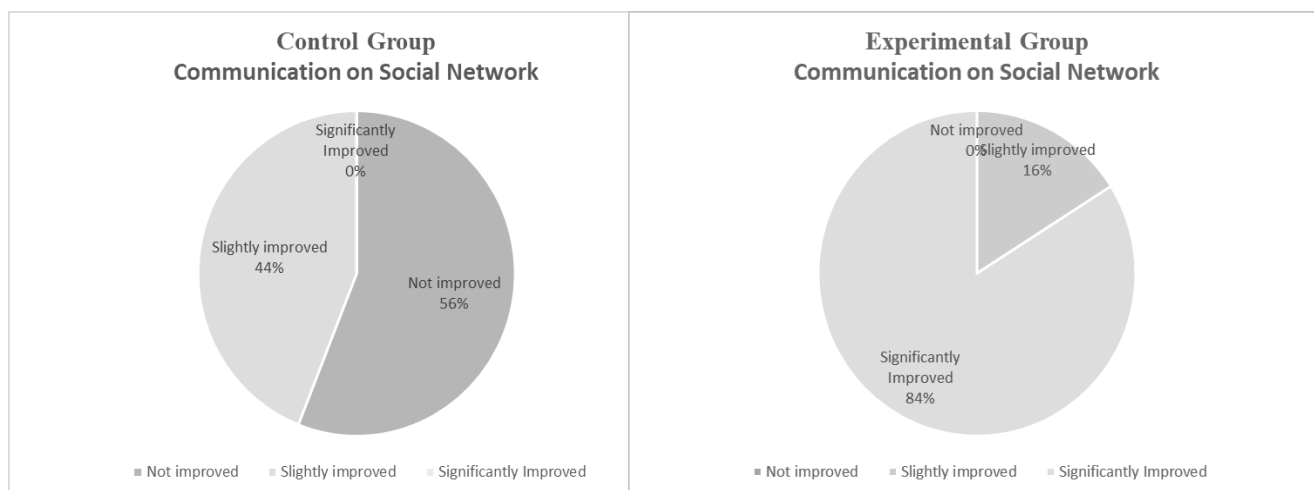 Control Group
Communication on Social Network
Significantly
Improved
0%
Slightly improved
44%
Not improved
56%
Not improved
Slightly improved
Significantly Improved
Experimental Group
Communication on Social Network
Not improved
0%
Slightly improved
16%
Significantly
Improved
84%
Not improved
Slightly improved
Significantly Improved